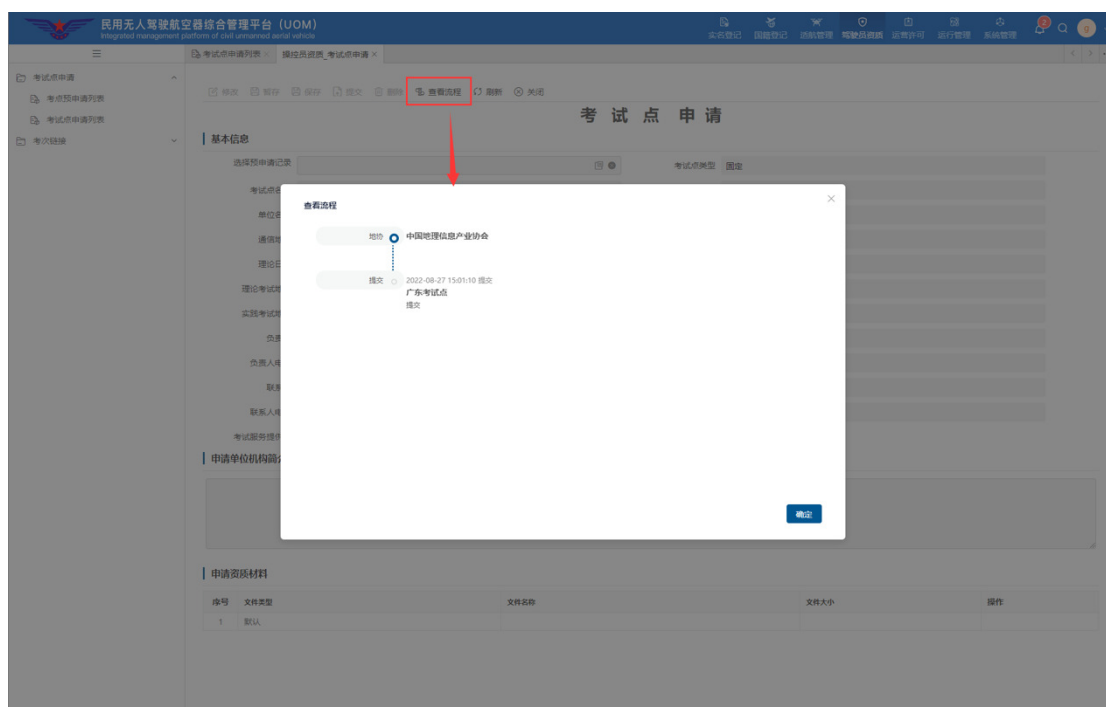 民用无人驾驶航空器综合管理平台（UOM）
Integrated management platform of civil unmanned aerial vehicle
实名登记 国籍登记 适航管理 驾驶员资质 运营许可 运行管理 系统管理 2 g
考试点申请列表 × 操控员资质_考试点申请 ×
考试点申请
考点预申请列表
考试点申请列表
考次链接
修改 暂存 保存 提交 删除 查看流程 刷新 关闭
考试点申请
基本信息
选择预申请记录 考试点类型 固定
考试点名
单位名
通信地
理论日
理论考试地
实践考试地
负责
负责人电
联系
联系人电
考试服务提供
查看流程 ×
地协 中国地理信息产业协会
提交 2022-08-27 15:01:10 提交
广东考试点
提交
确定
申请单位机构简介
申请资质材料
序号 文件类型 文件名称 文件大小 操作
1 默认